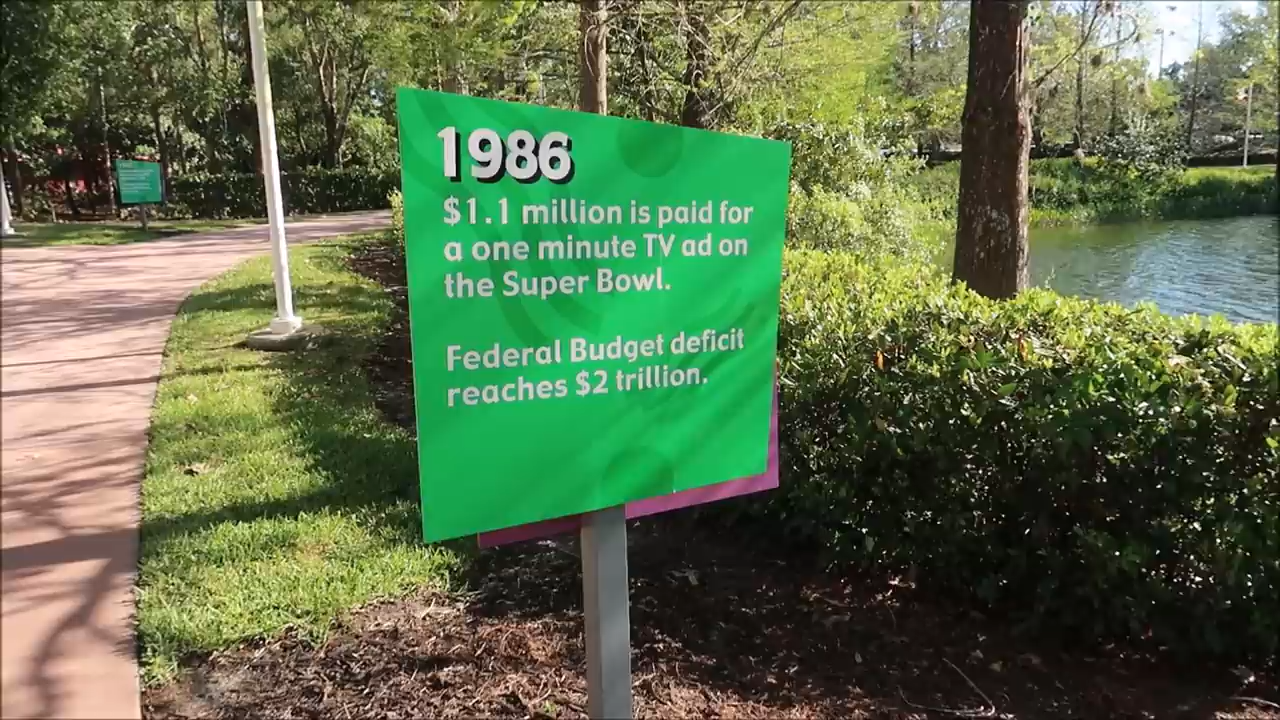 1986
$1.1 million is paid for
a one minute TV ad on
the Super Bowl.
Federal Budget deficit
reaches $2 trillion.